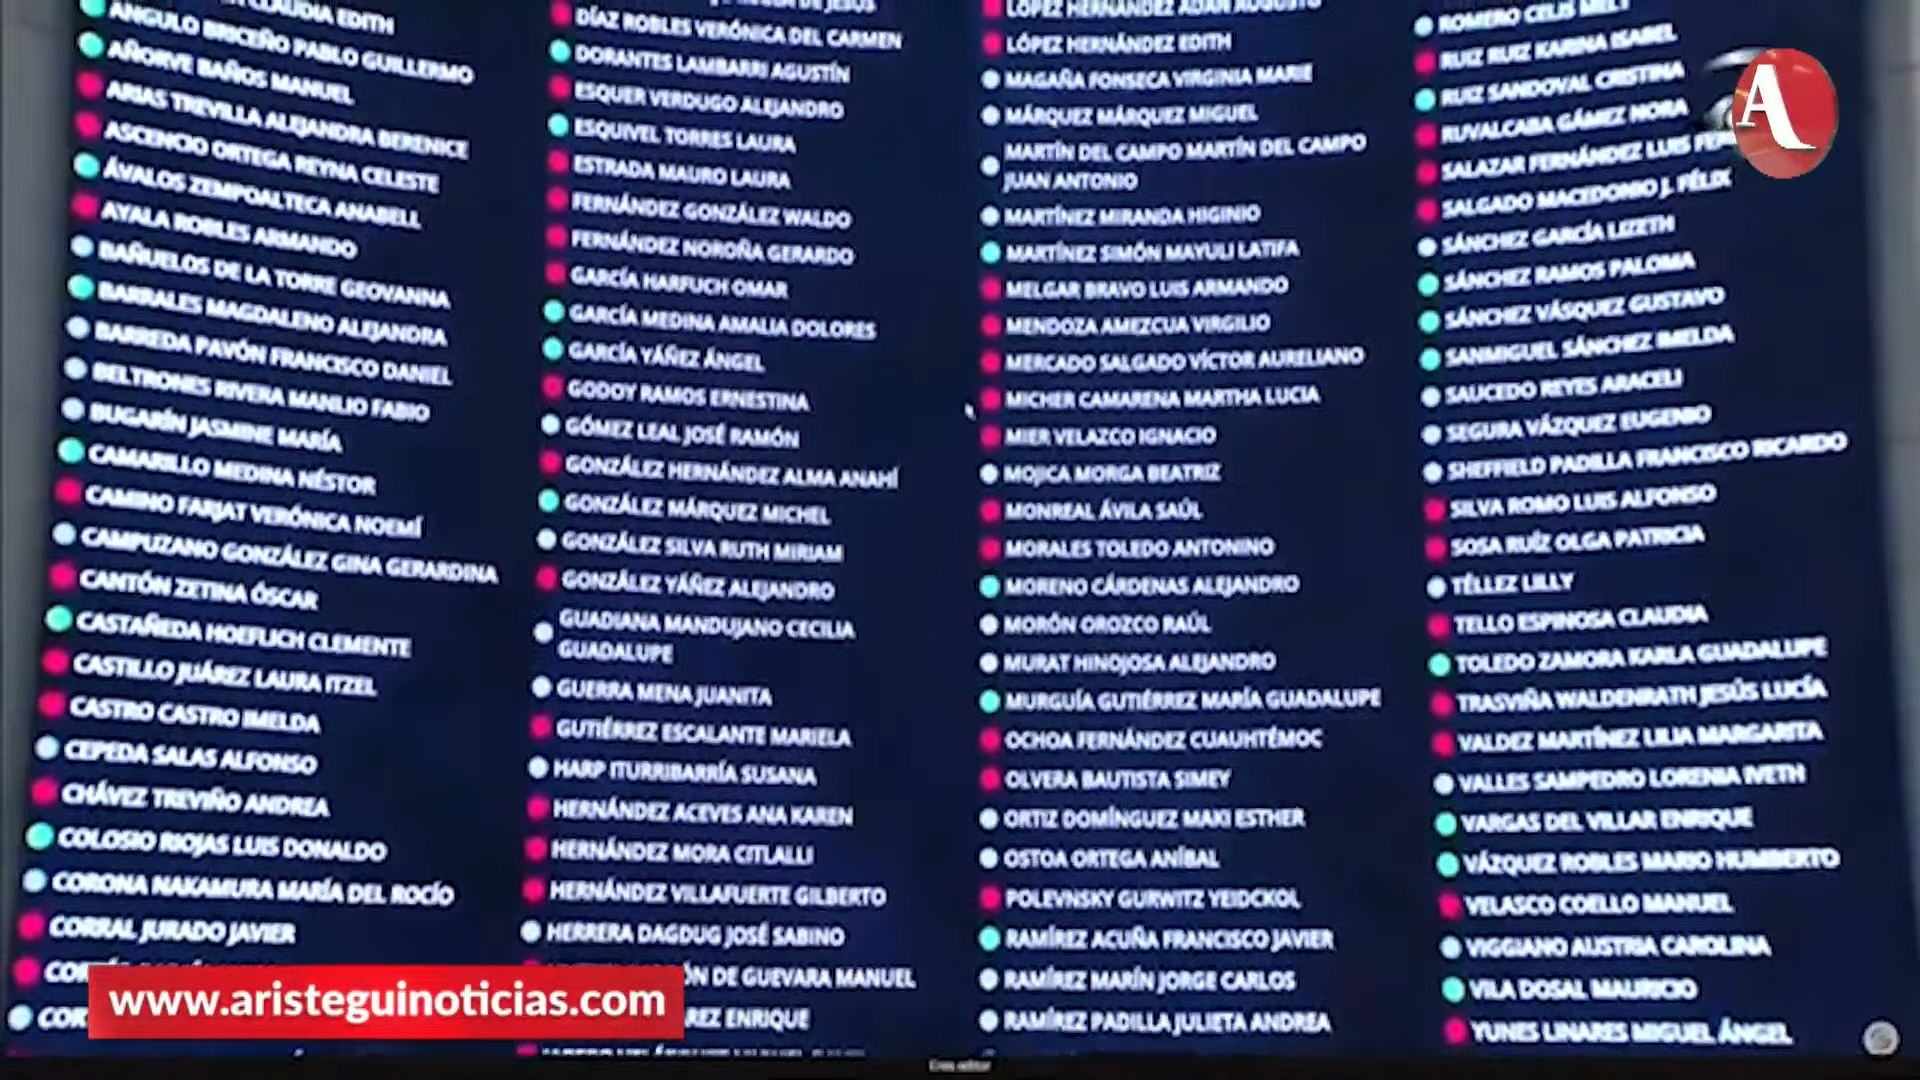 CLAUDIA EDITH
ANGULO BRICEÑO PABLO GUILLERMO
AÑORVE BAÑOS MANUEL
ARIAS TREVILLA ALEJANDRA BERENICE
ASCENCIO ORTEGA REYNA CELESTE
ÁVALOS ZEMPOALTECA ANABELL
AYALA ROBLES ARMANDO
BAÑUELOS DE LA TORRE GEOVANNA
BARRALES MAGDALENO ALEJANDRA
BARREDA PAVÓN FRANCISCO DANIEL
BELTRONES RIVERA MANLIO FABIO
BUGARÍN JASMINE MARÍA
CAMARILLO MEDINA NÉSTOR
CAMINO FARJAT VERÓNICA NOEMÍ
CAMPUZANO GONZÁLEZ GINA GERARDINA
CANTÓN ZETINA ÓSCAR
CASTAÑEDA HOEFLICH CLEMENTE
CASTILLO JUÁREZ LAURA ITZEL
CASTRO CASTRO IMELDA
CEPEDA SALAS ALFONSO
CHÁVEZ TREVIÑO ANDREA
COLOSIO RIOJAS LUIS DONALDO
CORONA NAKAMURA MARÍA DEL ROCÍO
CORRAL JURADO JAVIER
COR
DÍAZ ROBLES VERÓNICA DEL CARMEN
DORANTES LAMBARRI AGUSTÍN
ESQUER VERDUGO ALEJANDRO
ESQUIVEL TORRES LAURA
ESTRADA MAURO LAURA
FERNÁNDEZ GONZÁLEZ WALDO
FERNÁNDEZ NOROÑA GERARDO
GARCÍA HARFUCH OMAR
GARCÍA MEDINA AMALIA DOLORES
GARCÍA YÁÑEZ ÁNGEL
GODOY RAMOS ERNESTINA
GÓMEZ LEAL JOSÉ RAMÓN
GONZÁLEZ HERNÁNDEZ ALMA ANAHÍ
GONZÁLEZ MÁRQUEZ MICHEL
GONZÁLEZ SILVA RUTH MIRIAM
GONZÁLEZ YÁÑEZ ALEJANDRO
GUADIANA MANDUJANO CECILIA
GUADALUPE
GUERRA MENA JUANITA
GUTIÉRREZ ESCALANTE MARIELA
HARP ITURRIBARRÍA SUSANA
HERNÁNDEZ ACEVES ANA KAREN
HERNÁNDEZ MORA CITLALLI
HERNÁNDEZ VILLAFUERTE GILBERTO
HERRERA DAGDUG JOSÉ SABINO
ÓN DE GUEVARA MANUEL
REZ ENRIQUE
LÓPEZ HERNÁNDEZ ADÁN AUGUSTO
LÓPEZ HERNÁNDEZ EDITH
MAGAÑA FONSECA VIRGINIA MARIE
MÁRQUEZ MÁRQUEZ MIGUEL
MARTÍN DEL CAMPO MARTÍN DEL CAMPO
JUAN ANTONIO
MARTÍNEZ MIRANDA HIGINIO
MARTÍNEZ SIMÓN MAYULI LATIFA
MELGAR BRAVO LUIS ARMANDO
MENDOZA AMEZCUA VIRGILIO
MERCADO SALGADO VÍCTOR AURELIANO
MICHER CAMARENA MARTHA LUCIA
MIER VELAZCO IGNACIO
MOJICA MORGA BEATRIZ
MONREAL ÁVILA SAÚL
MORALES TOLEDO ANTONINO
MORENO CÁRDENAS ALEJANDRO
MORÓN OROZCO RAÚL
MURAT HINOJOSA ALEJANDRO
MURGUÍA GUTIÉRREZ MARÍA GUADALUPE
OCHOA FERNÁNDEZ CUAUHTÉMOC
OLVERA BAUTISTA SIMEY
ORTIZ DOMÍNGUEZ MAKI ESTHER
OSTOA ORTEGA ANÍBAL
POLEVNSKY GURWITZ YEIDCKOL
RAMÍREZ ACUÑA FRANCISCO JAVIER
RAMÍREZ MARÍN JORGE CARLOS
RAMÍREZ PADILLA JULIETA ANDREA
ROMERO CELIS MELY
RUIZ RUIZ KARINA ISABEL
RUIZ SANDOVAL CRISTINA
RUVALCABA GÁMEZ NORA
SALAZAR FERNÁNDEZ LUIS
SALGADO MACEDONIO J. FÉLIX
SÁNCHEZ GARCÍA LIZETH
SÁNCHEZ RAMOS PALOMA
SÁNCHEZ VÁSQUEZ GUSTAVO
SANMIGUEL SÁNCHEZ IMELDA
SAUCEDO REYES ARACELI
SEGURA VÁZQUEZ EUGENIO
SHEFFIELD PADILLA FRANCISCO RICARDO
SILVA ROMO LUIS ALFONSO
SOSA RUÍZ OLGA PATRICIA
TÉLLEZ LILLY
TELLO ESPINOSA CLAUDIA
TOLEDO ZAMORA KARLA GUADALUPE
TRASVIÑA WALDENRATH JESÚS LUCÍA
VALDEZ MARTÍNEZ LILIA MARGARITA
VALLES SAMPEDRO LORENIA IVETH
VARGAS DEL VILLAR ENRIQUE
VÁZQUEZ ROBLES MARIO HUMBERTO
VELASCO COELLO MANUEL
VIGGIANO AUSTRIA CAROLINA
VILA DOSAL MAURICIO
YUNES LINARES MIGUEL ÁNGEL
A
www.aristeguinoticias.com